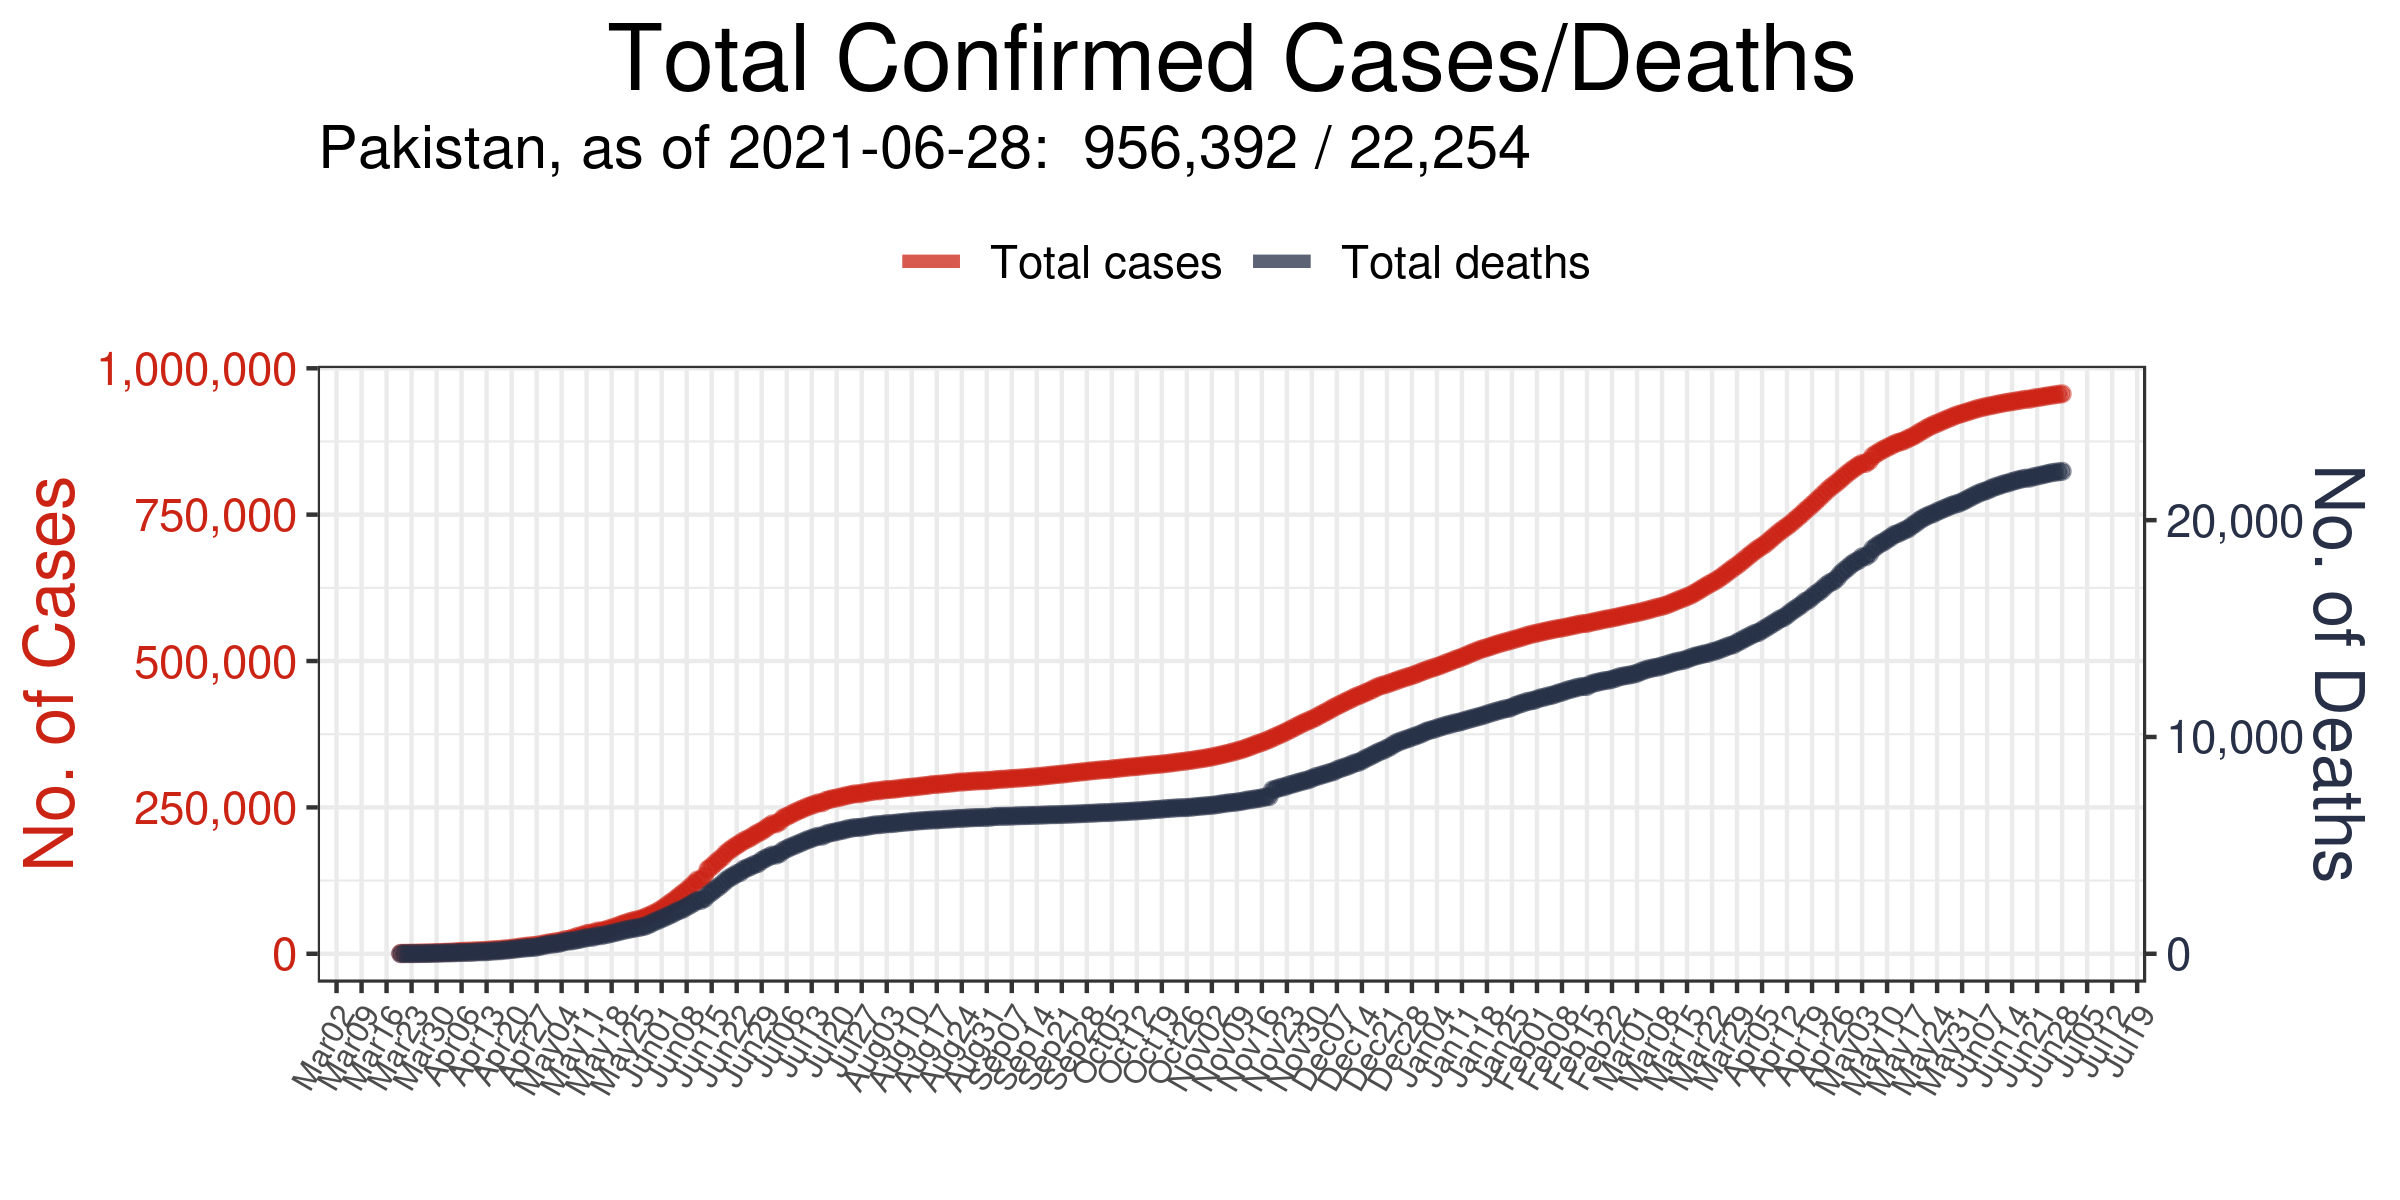 Total Confirmed Cases/Deaths
Pakistan, as of 2021-06-28:  956,392 / 22,254
Total cases
Total deaths
No. of Cases
1,000,000
750,000
500,000
250,000
0
20,000
10,000
0
No. of Deaths
Mar02
Mar09
Mar16
Mar23
Mar30
Apr06
Apr13
Apr20
Apr27
May04
May11
May18
May25
Jun01
Jun08
Jun15
Jun22
Jun29
Jul06
Jul13
Jul20
Jul27
Aug03
Aug10
Aug17
Aug24
Aug31
Sep07
Sep14
Sep21
Sep28
Oct05
Oct12
Oct19
Oct26
Nov02
Nov09
Nov16
Nov23
Nov30
Dec07
Dec14
Dec21
Dec28
Jan04
Jan11
Jan18
Jan25
Feb01
Feb08
Feb15
Feb22
Mar01
Mar08
Mar15
Mar22
Mar29
Apr05
Apr12
Apr19
Apr26
May03
May10
May17
May24
May31
Jun07
Jun14
Jun21
Jun28
Jul05
Jul12
Jul19